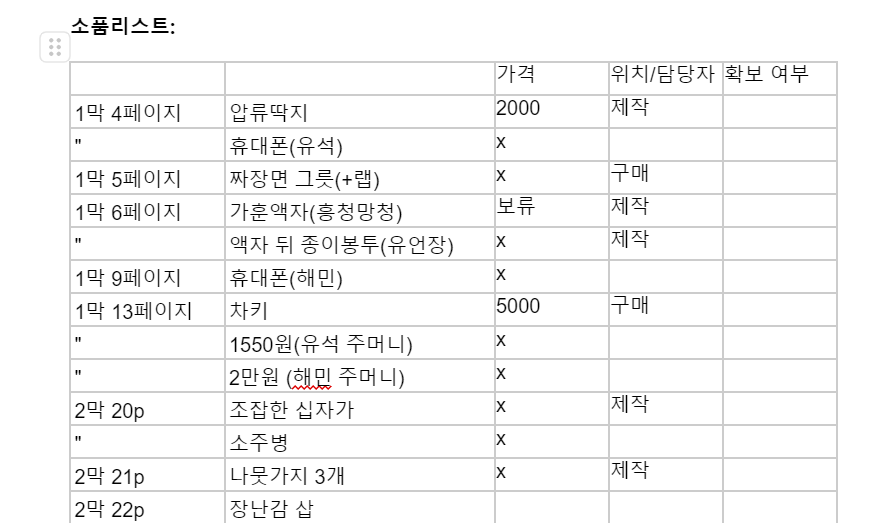 소품리스트:
가격 위치/담당자 확보 여부
1막 4페이지 압류딱지 2000 제작
" 휴대폰(유석) x
1막 5페이지 짜장면 그릇(+랩) x 구매
1막 6페이지 가훈액자(흥청망청) 보류 제작
" 액자 뒤 종이봉투(유언장) x 제작
1막 9페이지 휴대폰(해민) x
1막 13페이지 차키 5000 구매
" 1550원(유석 주머니) x
" 2만원 (해민 주머니) x
2막 20p 조잡한 십자가 x 제작
" 소주병 x
2막 21p 나뭇가지 3개 x 제작
2막 22p 장난감 삽